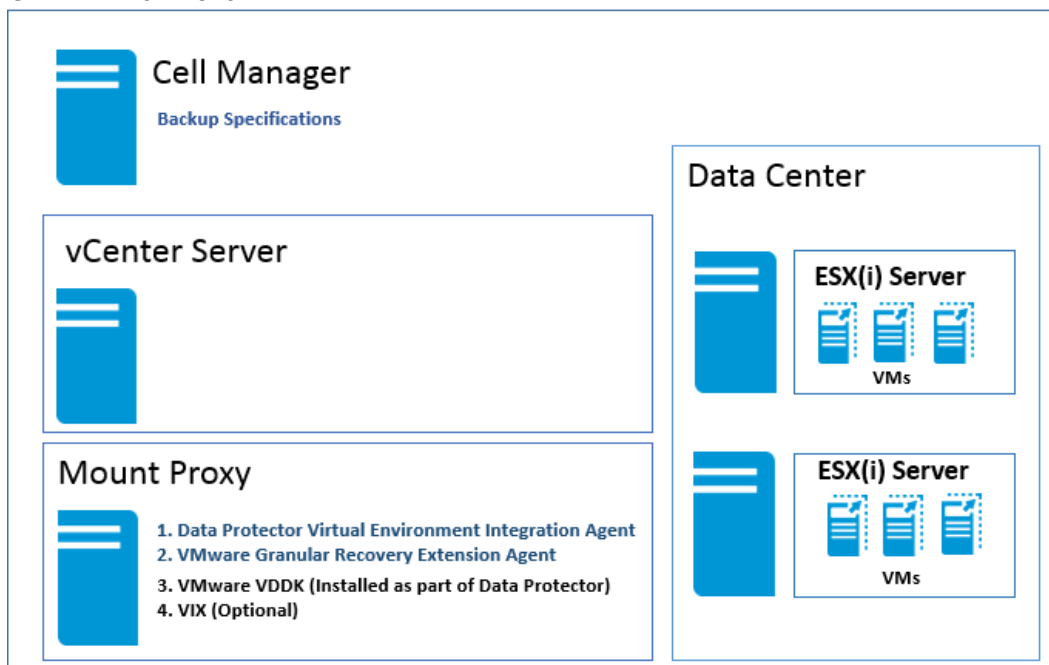 Cell Manager
Backup Specifications
Data Center
vCenter Server
ESX(i) Server
VMs
Mount Proxy
1. Data Protector Virtual Environment Integration Agent
2. VMware Granular Recovery Extension Agent
3. VMware VDDK (Installed as part of Data Protector)
4. VIX (Optional)
ESX(i) Server
VMs